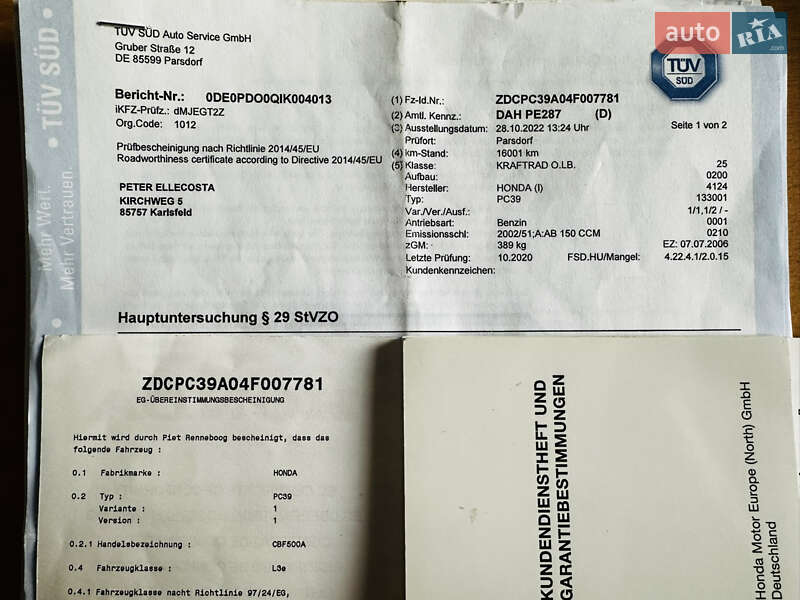 TÜV SÜD Auto Service GmbH
Gruber Straße 12
DE 85599 Parsdorf
auto RIA.com
TÜV SÜD
Mehr Wert.
Mehr Vertrauen.
TÜV
SÜD
Bericht-Nr.: 0DE0PDO0QIK004013
iKFZ-Prüfz.: dMJEGT2Z
Org.Code: 1012
Prüfbescheinigung nach Richtlinie 2014/45/EU
Roadworthiness certificate according to Directive 2014/45/EU
PETER ELLECOSTA
KIRCHWEG 5
85757 Karlsfeld
(1) Fz-Id.Nr.: ZDCPC39A04F007781
(2) Amtl. Kennz.: DAH PE287 (D)
(3) Ausstellungsdatum: 28.10.2022 13:24 Uhr Seite 1 von 2
Prüfort: Parsdorf
(4) km-Stand: 16001 km
(5) Klasse: KRAFTRAD O.LB. 25
Aufbau: 0200
Hersteller: HONDA (I) 4124
Typ: PC39 133001
Var./Ver./Ausf.: 1/1,1/2 / -
Antriebsart: Benzin 0001
Emissionsschl: 2002/51;A:AB 150 CCM 0210
zGM: 389 kg EZ: 07.07.2006
Letzte Prüfung: 10.2020 FSD.HU/Mangel: 4.22.4.1/2.0.15
Kundenkennzeichen:
Hauptuntersuchung § 29 StVZO
ZDCPC39A04F007781
EG-ÜBEREINSTIMMUNGSBESCHEINIGUNG
Hiermit wird durch Piet Renneboog bescheinigt, dass das
folgende Fahrzeug :
0.1 Fabrikmarke : HONDA
0.2 Typ : PC39
Variante : 1
Version : 1
0.2.1 Handelsbezeichnung : CBF500A
0.4 Fahrzeugklasse : L3e
0.4.1 Fahrzeugklasse nacht Richtlinie 97/24/EG,
KUNDENDIENSTHEFT UND
GARANTIEBESTIMMUNGEN
Honda Motor Europe (North) GmbH
Deutschland